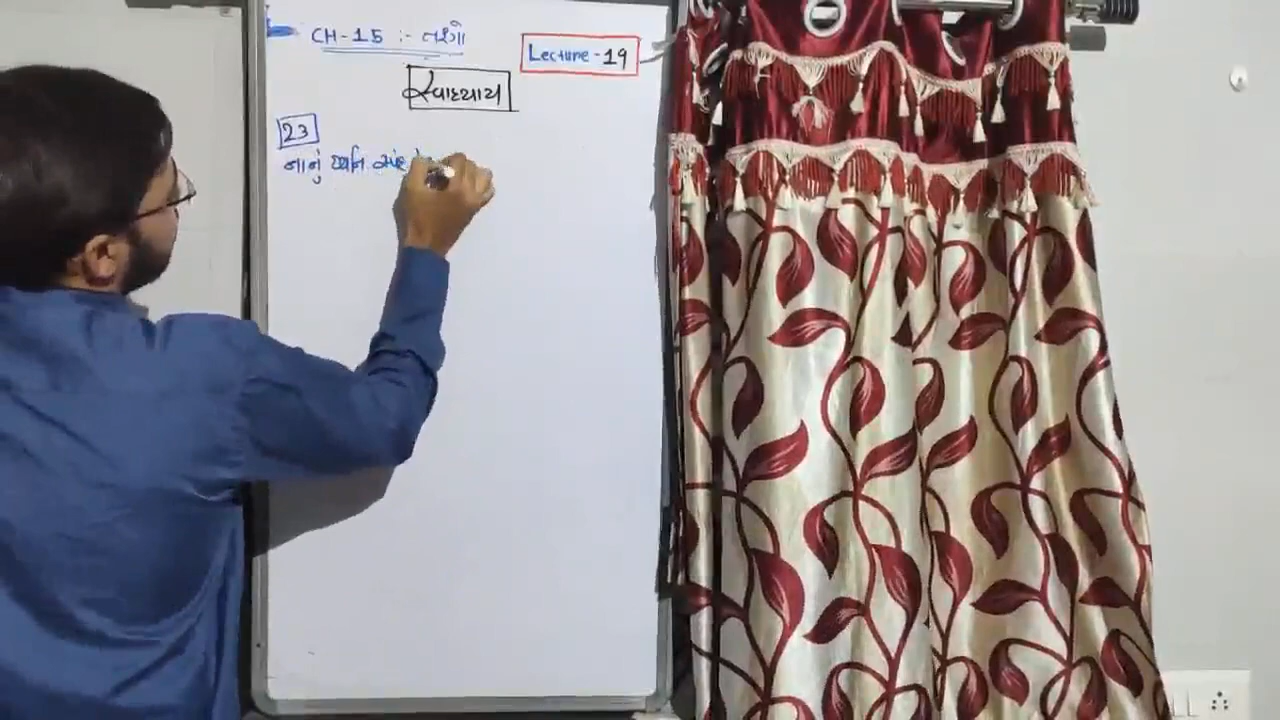 CH-15 :- તરંગો
Lecture - 19
સ્વાધ્યાય
23
નાનું ધ્વનિ સ્પંદ